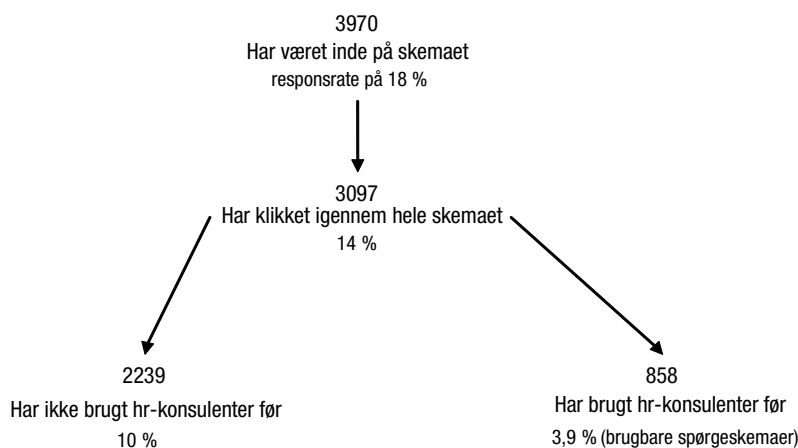 3970
Har været inde på skemaet
responsrate på 18 %
3097
Har klikket igennem hele skemaet
14 %
2239
Har ikke brugt hr-konsulenter før
10 %
858
Har brugt hr-konsulenter før
3,9 % (brugbare spørgeskemaer)